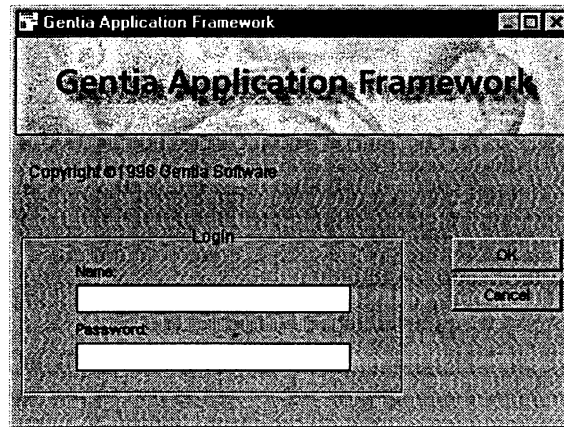 Gentia Application Framework
Gentia Application Framework
Copyright ©1998 Gentia Software
Login
Name:
Password:
OK
Cancel